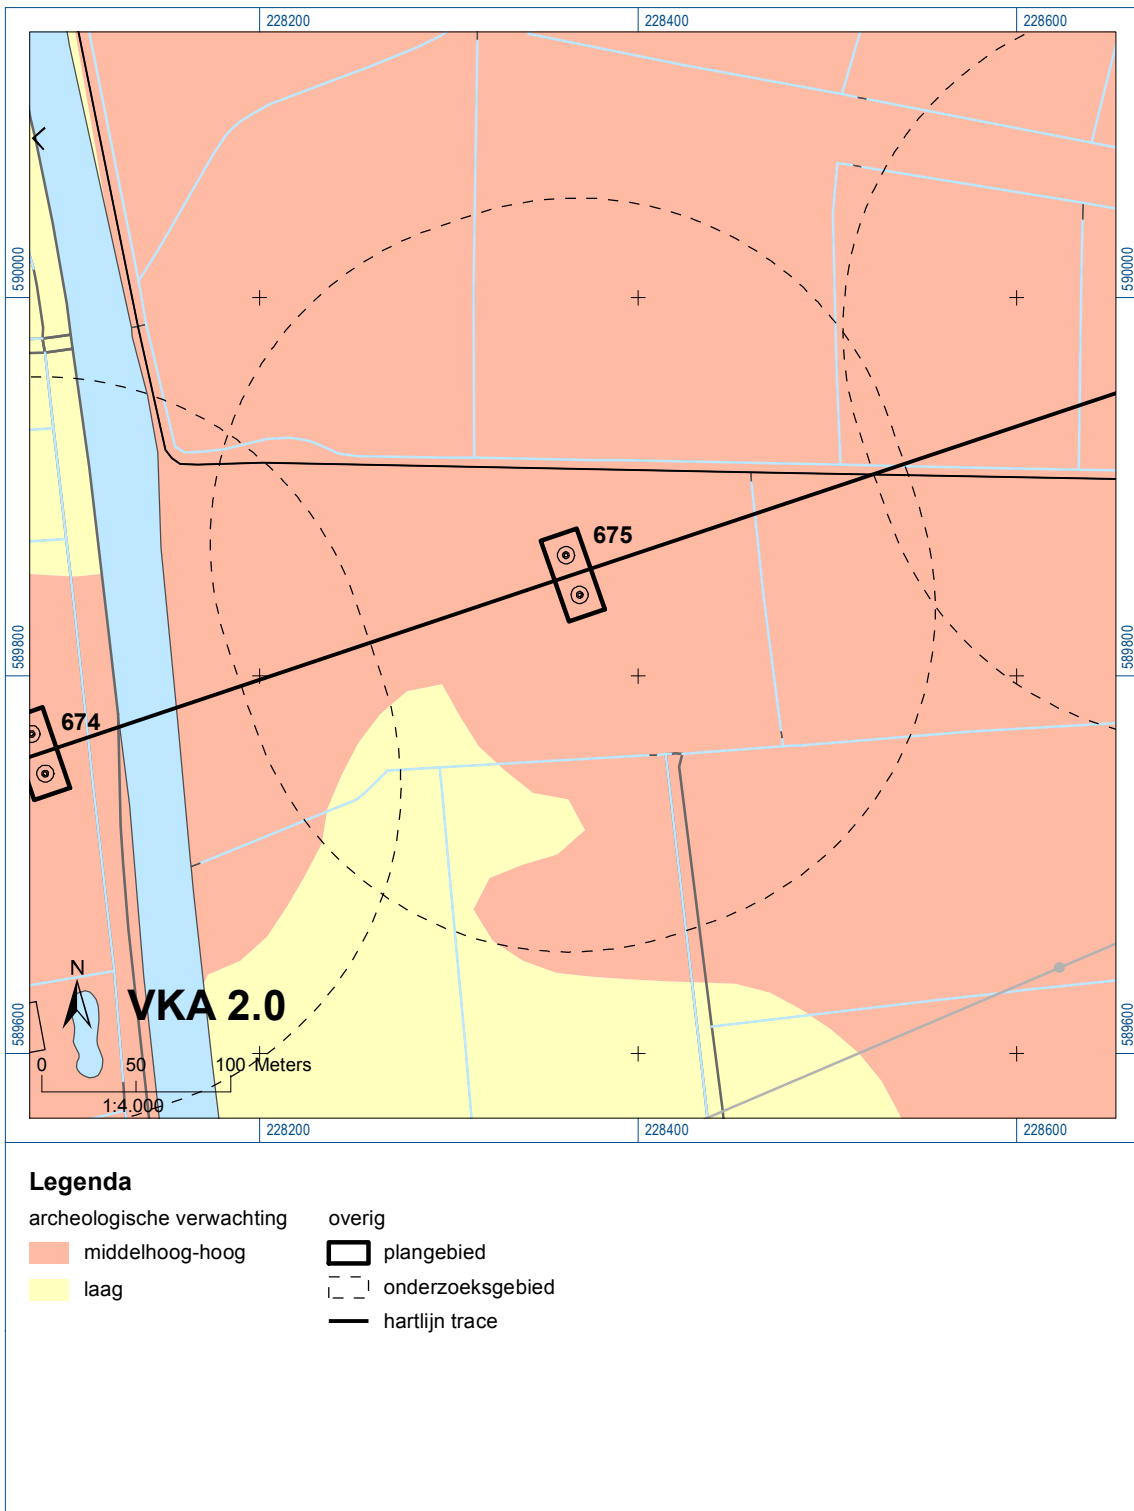 228200 228400 228600
590000 590000
675
589800 589800
674
N
VKA 2.0
589600 589600
0 50 100 Meters
1:4.000
228200 228400 228600
Legenda
archeologische verwachting
middelhoog-hoog
laag
overig
plangebied
onderzoeksgebied
hartlijn trace